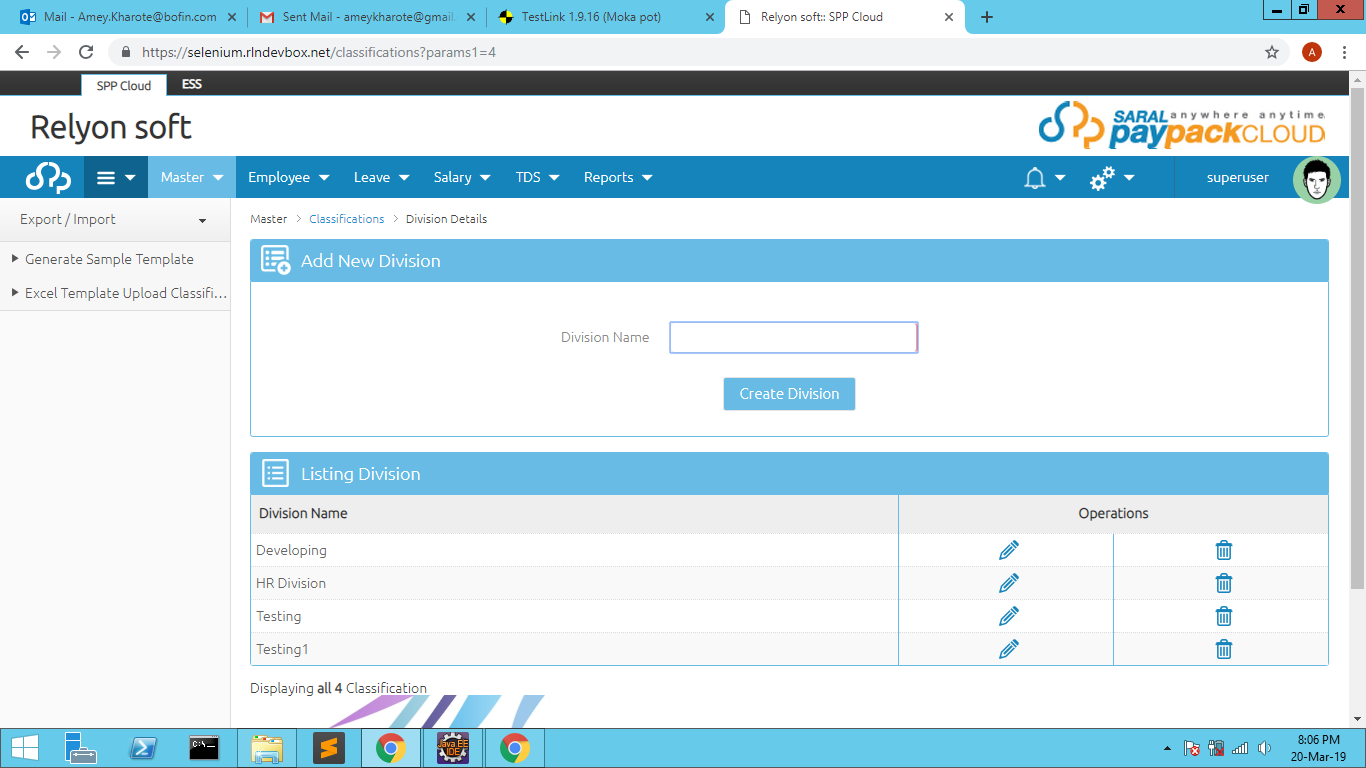 Mail - Amey.Kharote@bofin.com
Sent Mail - ameykharote@gmail.
TestLink 1.9.16 (Moka pot)
Relyon soft:: SPP Cloud
https://selenium.rlndevbox.net/classifications?params1=4
A
SPP Cloud
ESS
Relyon soft
SARAL anywhere anytime
paypackCLOUD
Master
Employee
Leave
Salary
TDS
Reports
superuser
Export / Import
Generate Sample Template
Excel Template Upload Classifi...
Master > Classifications > Division Details
Add New Division
Division Name
Create Division
Listing Division
Division Name
Operations
Developing
HR Division
Testing
Testing1
Displaying all 4 Classification
C:\_
Java EE
IDE
8:06 PM
20-Mar-19